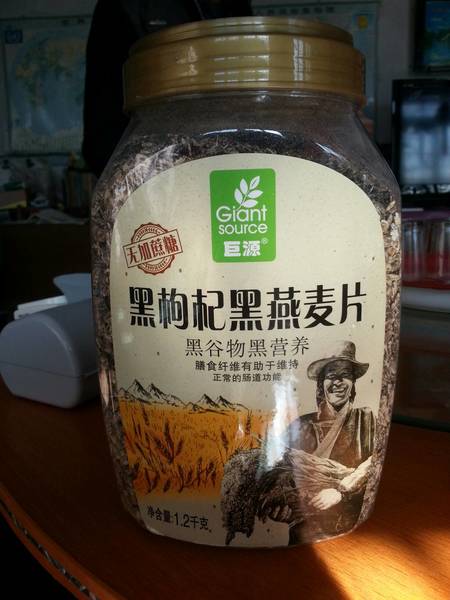 Giant
source
巨源®
无加蔗糖
黑枸杞黑燕麦片
黑谷物黑营养
膳食纤维有助于维持
正常的肠道功能
净含量:1.2千克